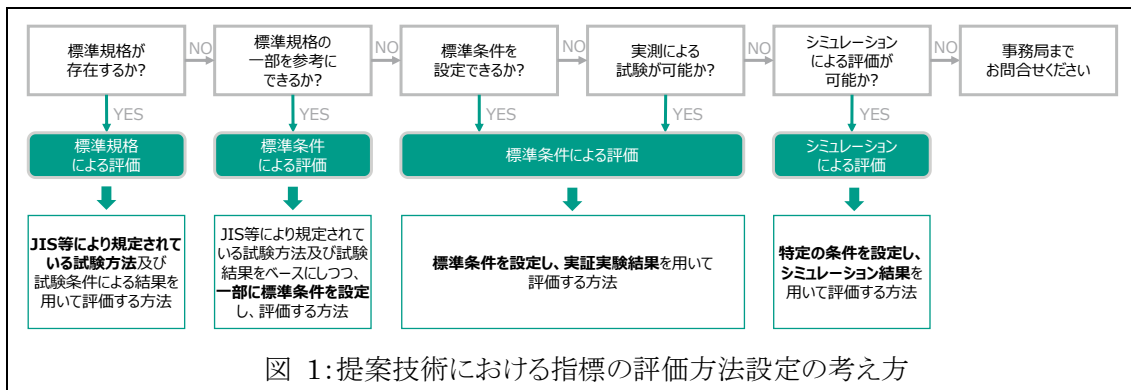 標準規格が
存在するか?
NO
標準規格の
一部を参考に
できるか?
NO
標準条件を
設定できるか?
NO
実測による
試験が可能か?
NO
シミュレーション
による評価が
可能か?
NO
事務局まで
お問合せください
YES
YES
YES
YES
YES
標準規格
による評価
標準条件
による評価
標準条件による評価
シミュレーション
による評価
JIS等により規定されて
いる試験方法及び
試験条件による結果を
用いて評価する方法
JIS等により規定されて
いる試験方法及び試験
結果をベースにしつつ、
一部に標準条件を設定
し、評価する方法
標準条件を設定し、実証実験結果を用いて
評価する方法
特定の条件を設定し、
シミュレーション結果を
用いて評価する方法
図 1:提案技術における指標の評価方法設定の考え方